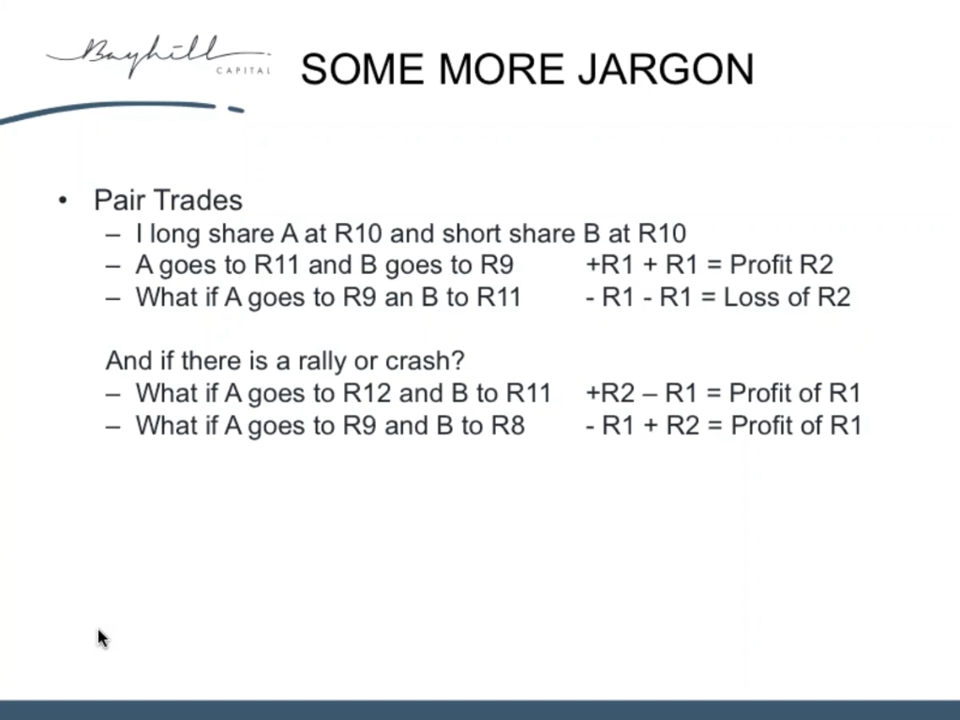 Bayhill
CAPITAL
SOME MORE JARGON
• Pair Trades
– I long share A at R10 and short share B at R10
– A goes to R11 and B goes to R9 +R1 + R1 = Profit R2
– What if A goes to R9 an B to R11 - R1 - R1 = Loss of R2
And if there is a rally or crash?
– What if A goes to R12 and B to R11 +R2 – R1 = Profit of R1
– What if A goes to R9 and B to R8 - R1 + R2 = Profit of R1